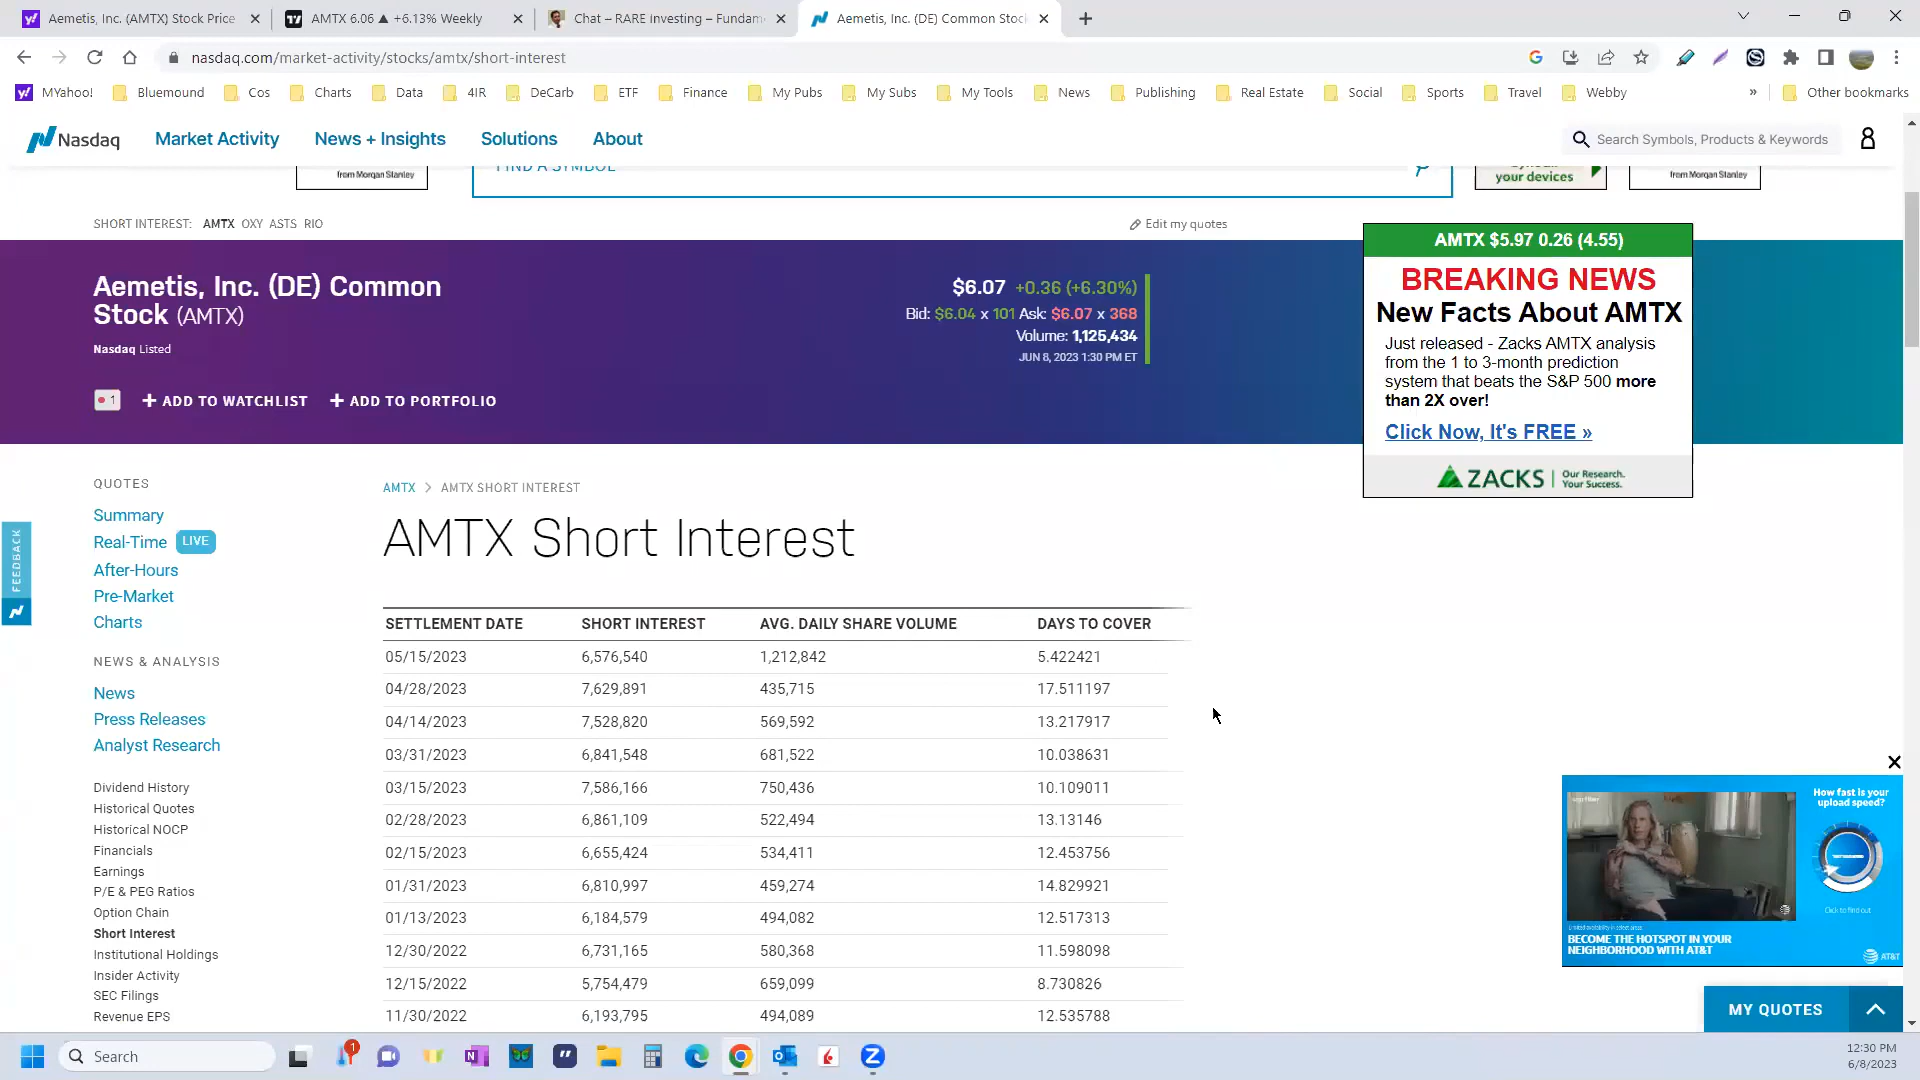 Aemetis, Inc. (AMTX) Stock Price
AMTX 6.06 ▲ +6.13% Weekly
Chat – RARE Investing – Fundam
Aemetis, Inc. (DE) Common Stoc
nasdaq.com/market-activity/stocks/amtx/short-interest
MYahoo!
Bluemound
Cos
Charts
Data
4IR
DeCarb
ETF
Finance
My Pubs
My Subs
My Tools
News
Publishing
Real Estate
Social
Sports
Travel
Webby
»
Other bookmarks
Nasdaq
Market Activity
News + Insights
Solutions
About
Search Symbols, Products & Keywords
from Morgan Stanley
FIND A SYMBOL
your devices
from Morgan Stanley
SHORT INTEREST: AMTX OXY ASTS RIO
Edit my quotes
Aemetis, Inc. (DE) Common
Stock (AMTX)
Nasdaq Listed
1
+ ADD TO WATCHLIST
+ ADD TO PORTFOLIO
$6.07 +0.36 (+6.30%)
Bid: $6.04 x 101 Ask: $6.07 x 368
Volume: 1,125,434
JUN 8, 2023 1:30 PM ET
AMTX $5.97 0.26 (4.55)
BREAKING NEWS
New Facts About AMTX
Just released - Zacks AMTX analysis
from the 1 to 3-month prediction
system that beats the S&P 500 more
than 2X over!
Click Now, It's FREE »
ZACKS
Our Research.
Your Success.
FEEDBACK
QUOTES
Summary
Real-Time LIVE
After-Hours
Pre-Market
Charts
NEWS & ANALYSIS
News
Press Releases
Analyst Research
Dividend History
Historical Quotes
Historical NOCP
Financials
Earnings
P/E & PEG Ratios
Option Chain
Short Interest
Institutional Holdings
Insider Activity
SEC Filings
Revenue EPS
AMTX > AMTX SHORT INTEREST
AMTX Short Interest
SETTLEMENT DATE SHORT INTEREST AVG. DAILY SHARE VOLUME DAYS TO COVER
05/15/2023 6,576,540 1,212,842 5.422421
04/28/2023 7,629,891 435,715 17.511197
04/14/2023 7,528,820 569,592 13.217917
03/31/2023 6,841,548 681,522 10.038631
03/15/2023 7,586,166 750,436 10.109011
02/28/2023 6,861,109 522,494 13.13146
02/15/2023 6,655,424 534,411 12.453756
01/31/2023 6,810,997 459,274 14.829921
01/13/2023 6,184,579 494,082 12.517313
12/30/2022 6,731,165 580,368 11.598098
12/15/2022 5,754,479 659,099 8.730826
11/30/2022 6,193,795 494,089 12.535788
How fast is your
upload speed?
Click to find out
BECOME THE HOTSPOT IN YOUR
NEIGHBORHOOD WITH AT&T
AT&T
MY QUOTES
Search
1
12:30 PM
6/8/2023